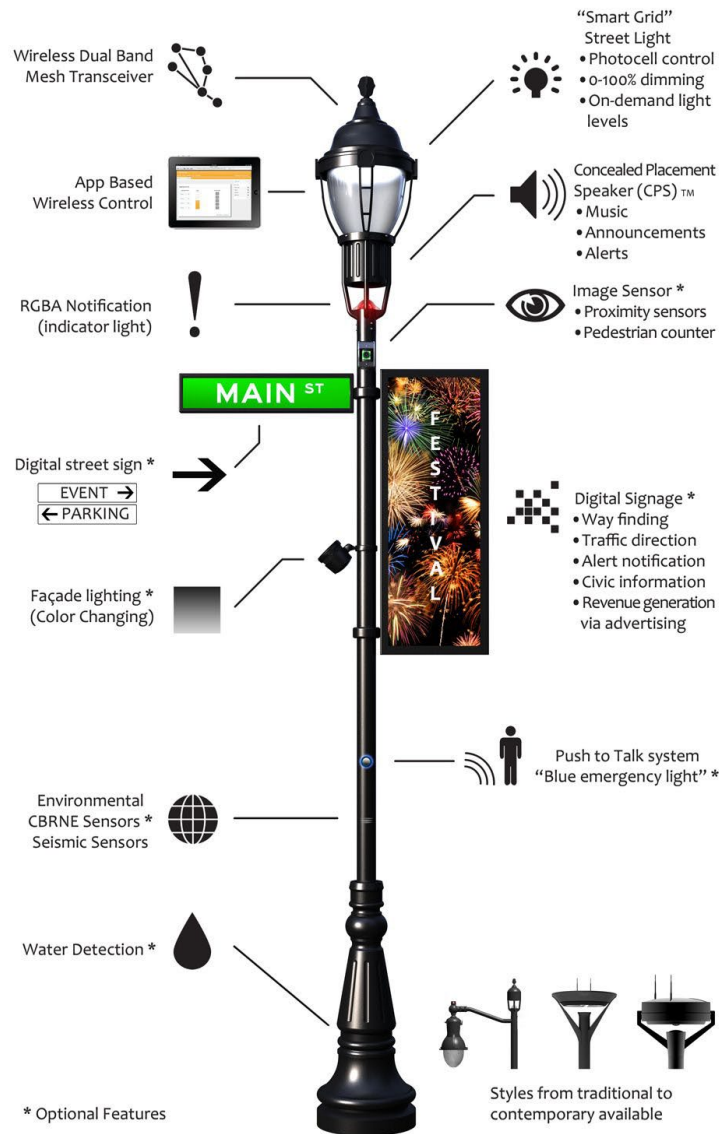 Wireless Dual Band
Mesh Transceiver
“Smart Grid”
Street Light
• Photocell control
• 0-100% dimming
• On-demand light
levels
App Based
Wireless Control
Concealed Placement
Speaker (CPS) TM
• Music
• Announcements
• Alerts
RGBA Notification
(indicator light)
Image Sensor *
• Proximity sensors
• Pedestrian counter
MAIN ST
FESTIVAL
Digital street sign *
EVENT →
← PARKING
Digital Signage *
• Way finding
• Traffic direction
• Alert notification
• Civic information
• Revenue generation
via advertising
Façade lighting *
(Color Changing)
Push to Talk system
“Blue emergency light” *
Environmental
CBRNE Sensors *
Seismic Sensors
Water Detection *
Styles from traditional to
contemporary available
* Optional Features